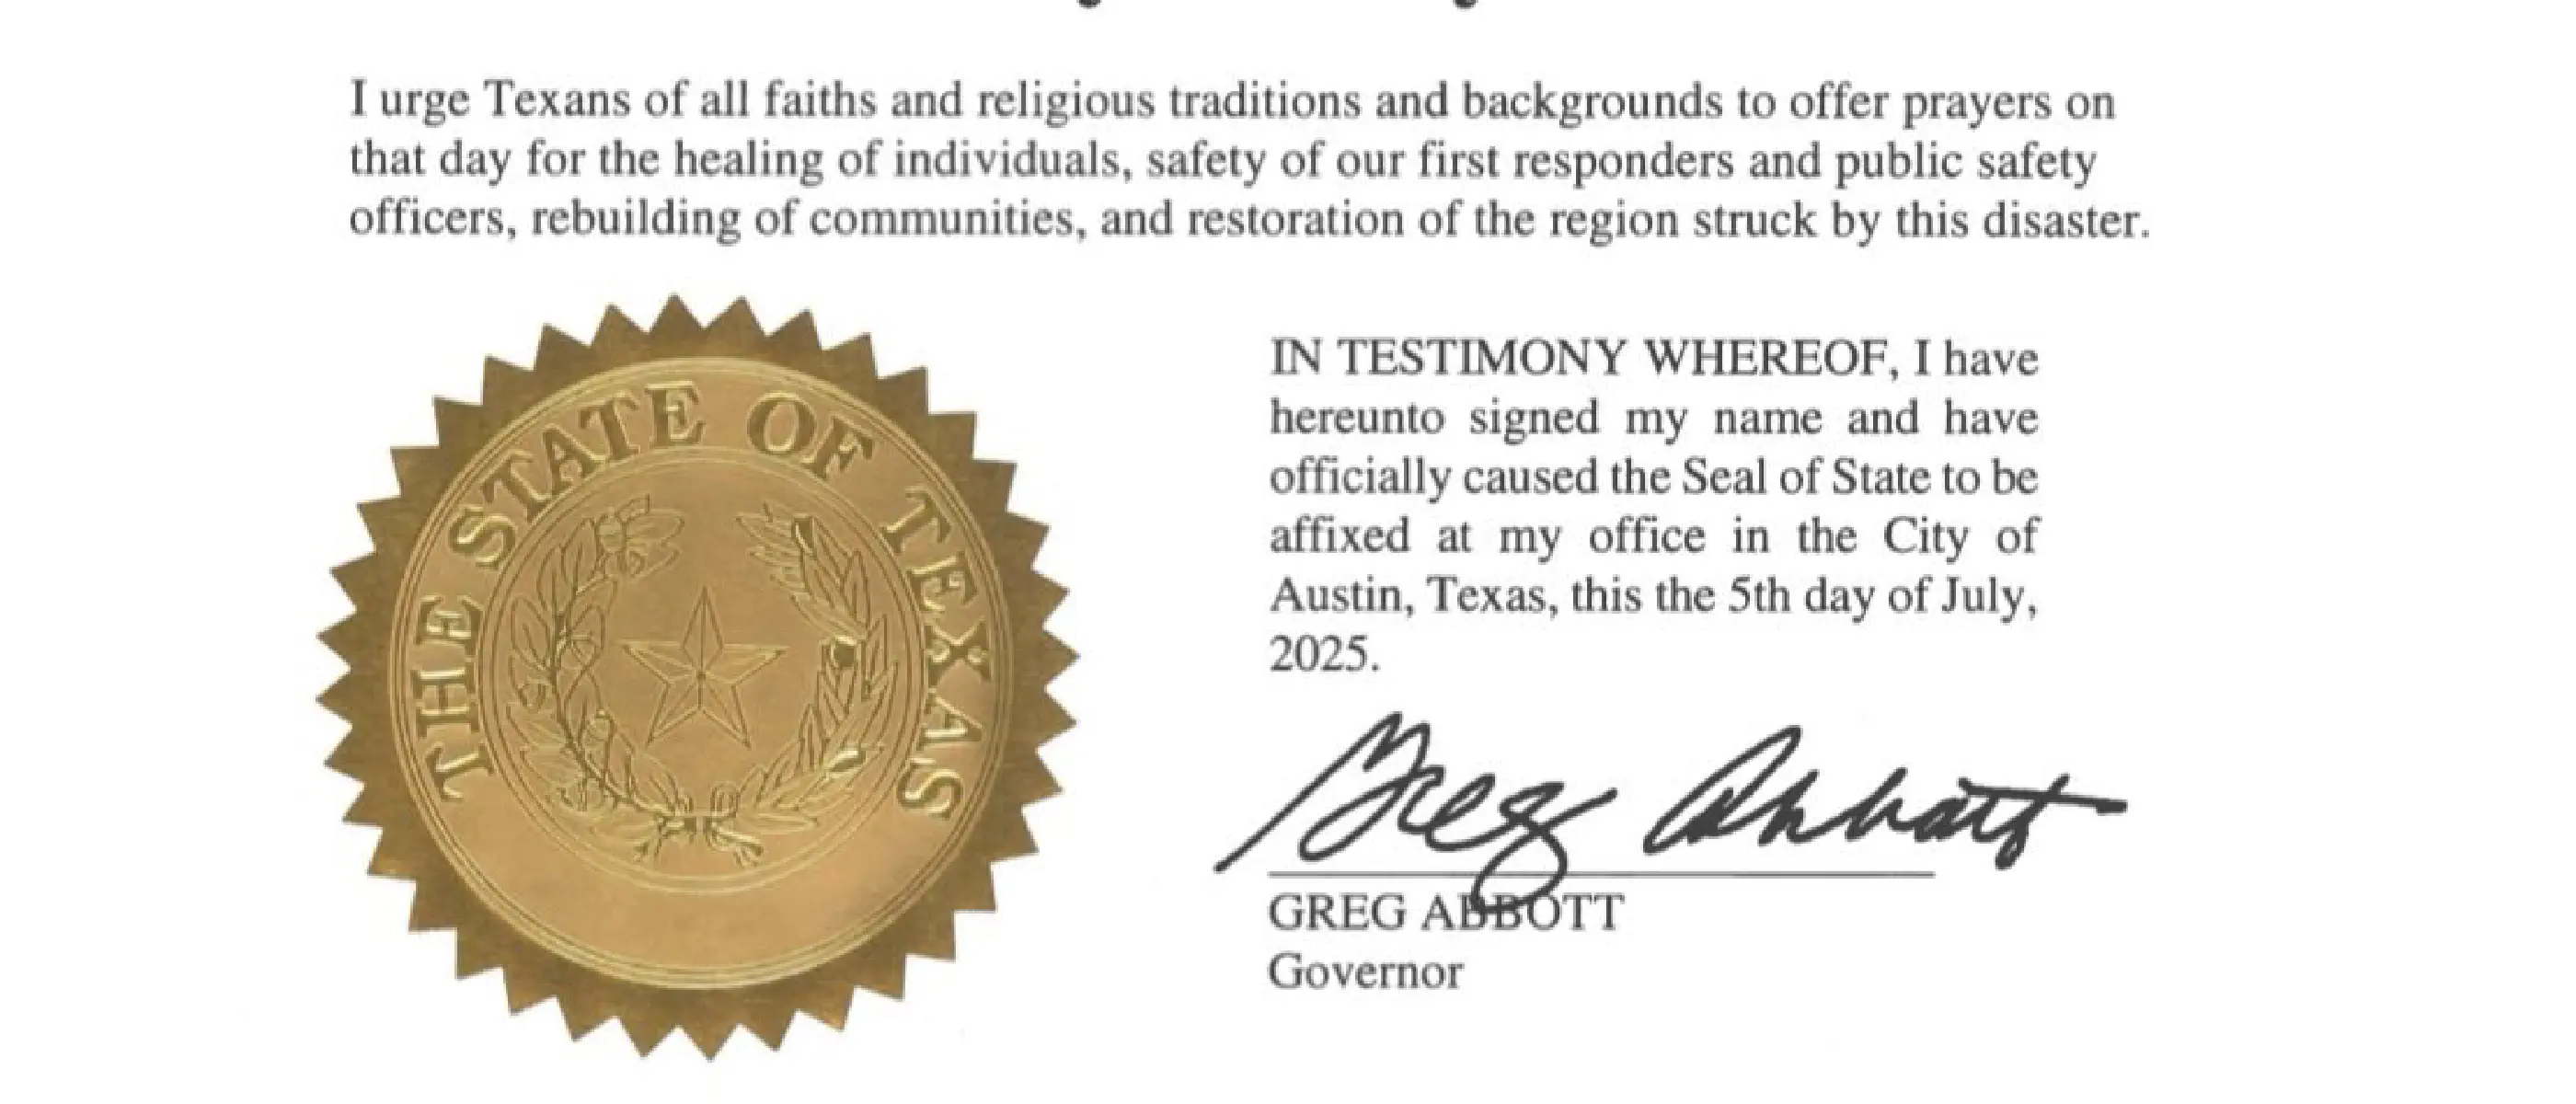 I urge Texans of all faiths and religious traditions and backgrounds to offer prayers on
that day for the healing of individuals, safety of our first responders and public safety
officers, rebuilding of communities, and restoration of the region struck by this disaster.
THE STATE OF TEXAS
IN TESTIMONY WHEREOF, I have
hereunto signed my name and have
officially caused the Seal of State to be
affixed at my office in the City of
Austin, Texas, this the 5th day of July,
2025.
Greg Abbott
GREG ABBOTT
Governor